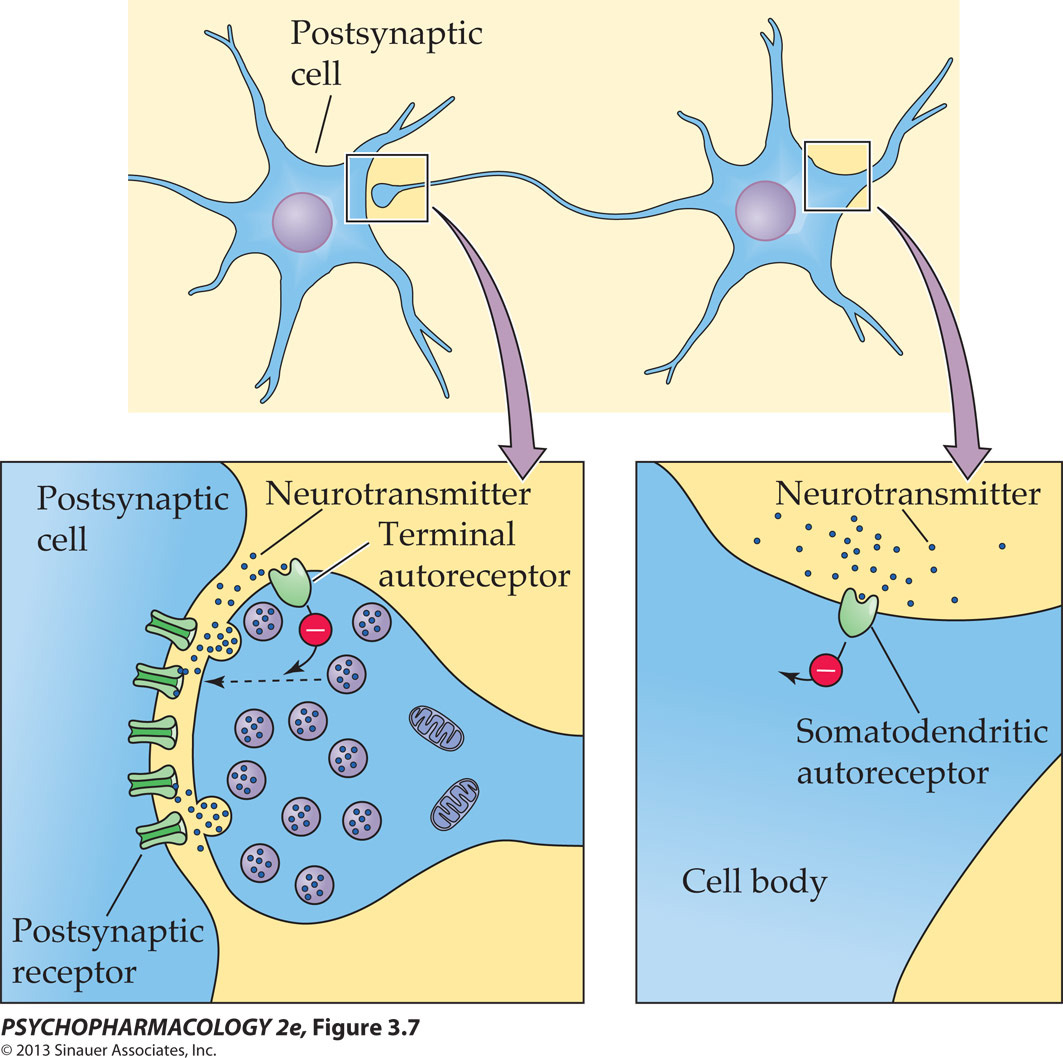 Postsynaptic
cell
Postsynaptic
cell
Neurotransmitter
Terminal
autoreceptor
Postsynaptic
receptor
Neurotransmitter
Somatodendritic
autoreceptor
Cell body
PSYCHOPHARMACOLOGY 2e, Figure 3.7
© 2013 Sinauer Associates, Inc.